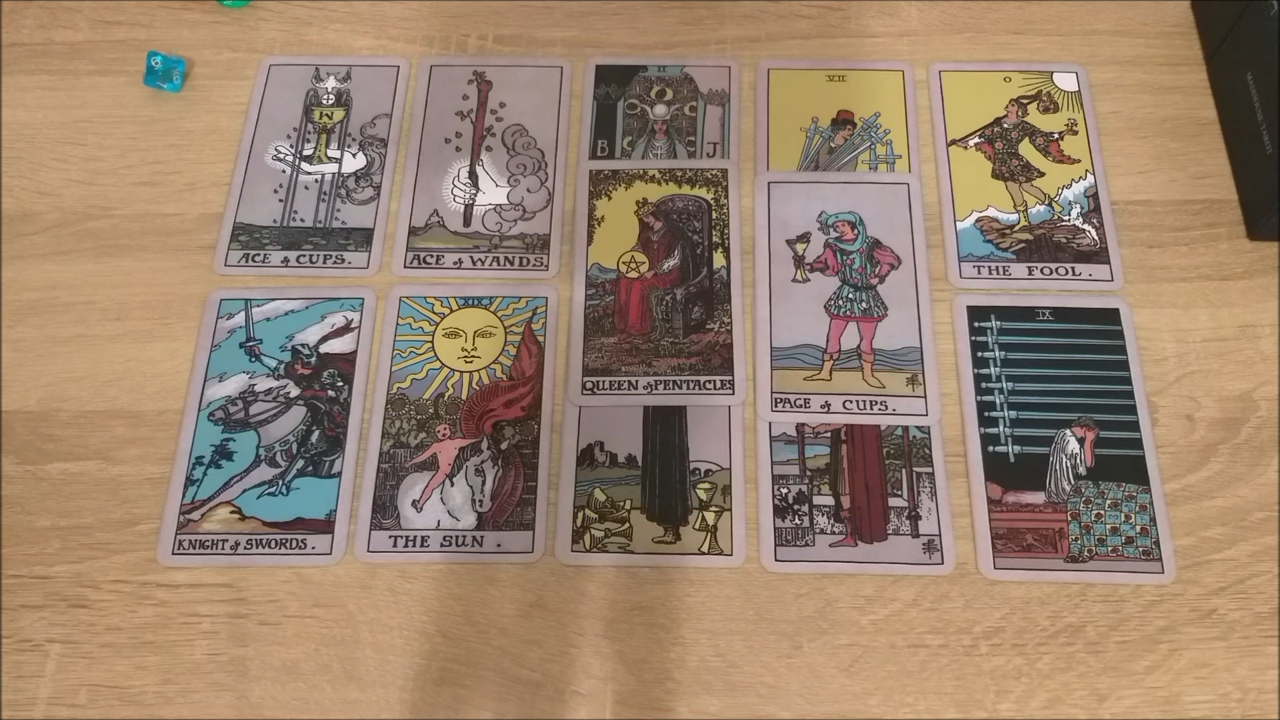 ACE of CUPS.
ACE of WANDS.
II
B
J
VII
0
THE FOOL.
QUEEN of PENTACLES
PAGE of CUPS.
KNIGHT of SWORDS.
XIX
THE SUN.
IX